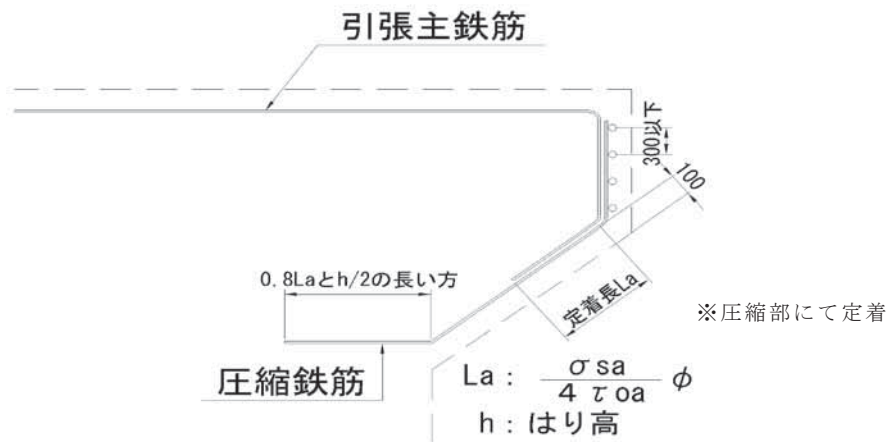 引張主鉄筋
300以下
100
0.8Laとh/2の長い方
定着長La
※圧縮部にて定着
圧縮鉄筋
La : σsa / 4τoa φ
h : はり高